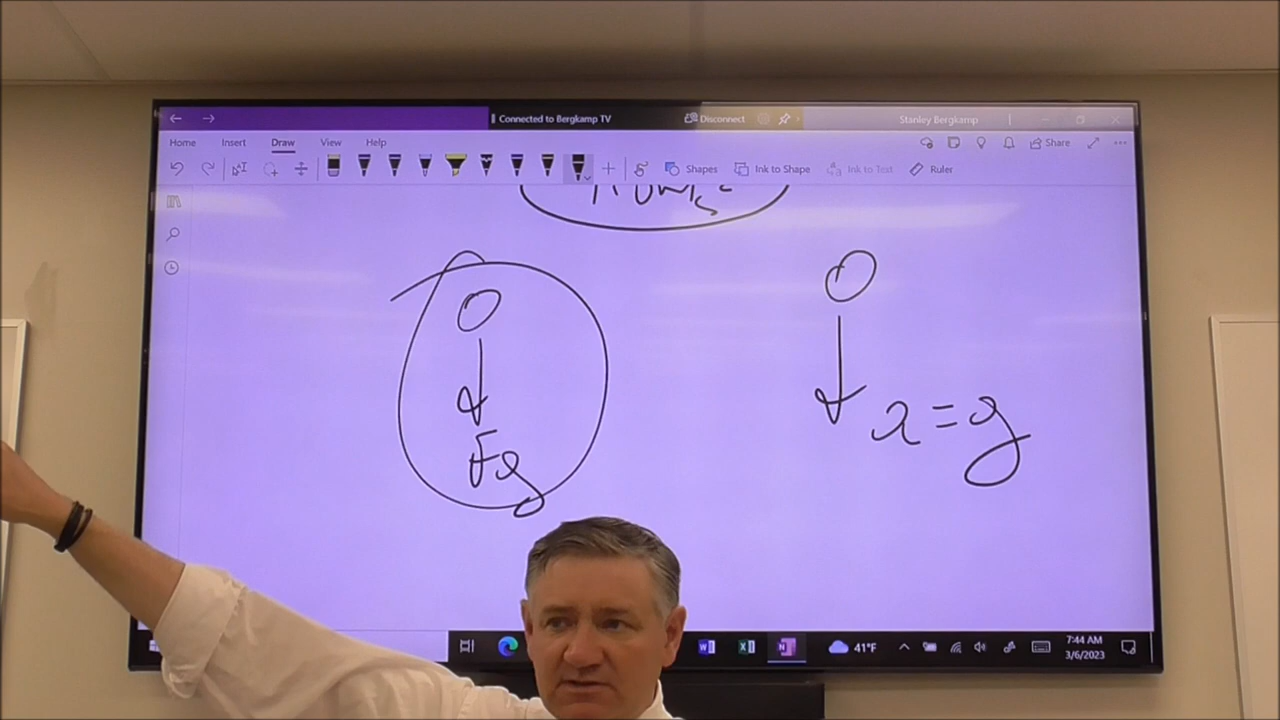 Connected to Bergkamp TV
Disconnect
Stanley Bergkamp
Home Insert Draw View Help
Share
Shapes Ink to Shape Ink to Text Ruler
Fg
a = g
41°F
7:44 AM
3/6/2023